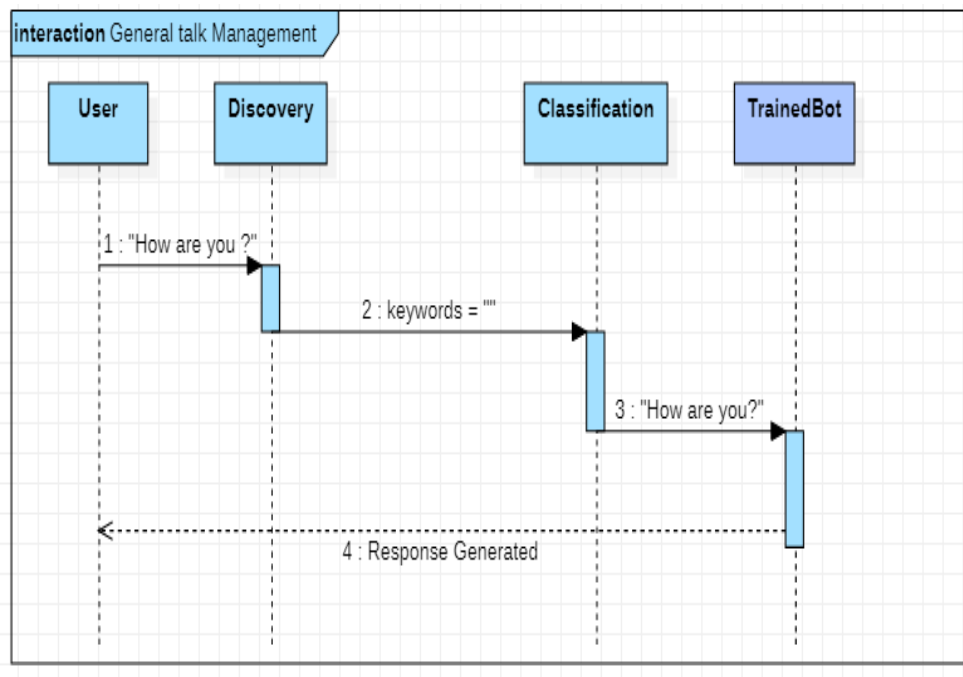 interaction General talk Management
User
Discovery
Classification
TrainedBot
1 : "How are you ?"
2 : keywords = ""
3 : "How are you?"
4 : Response Generated